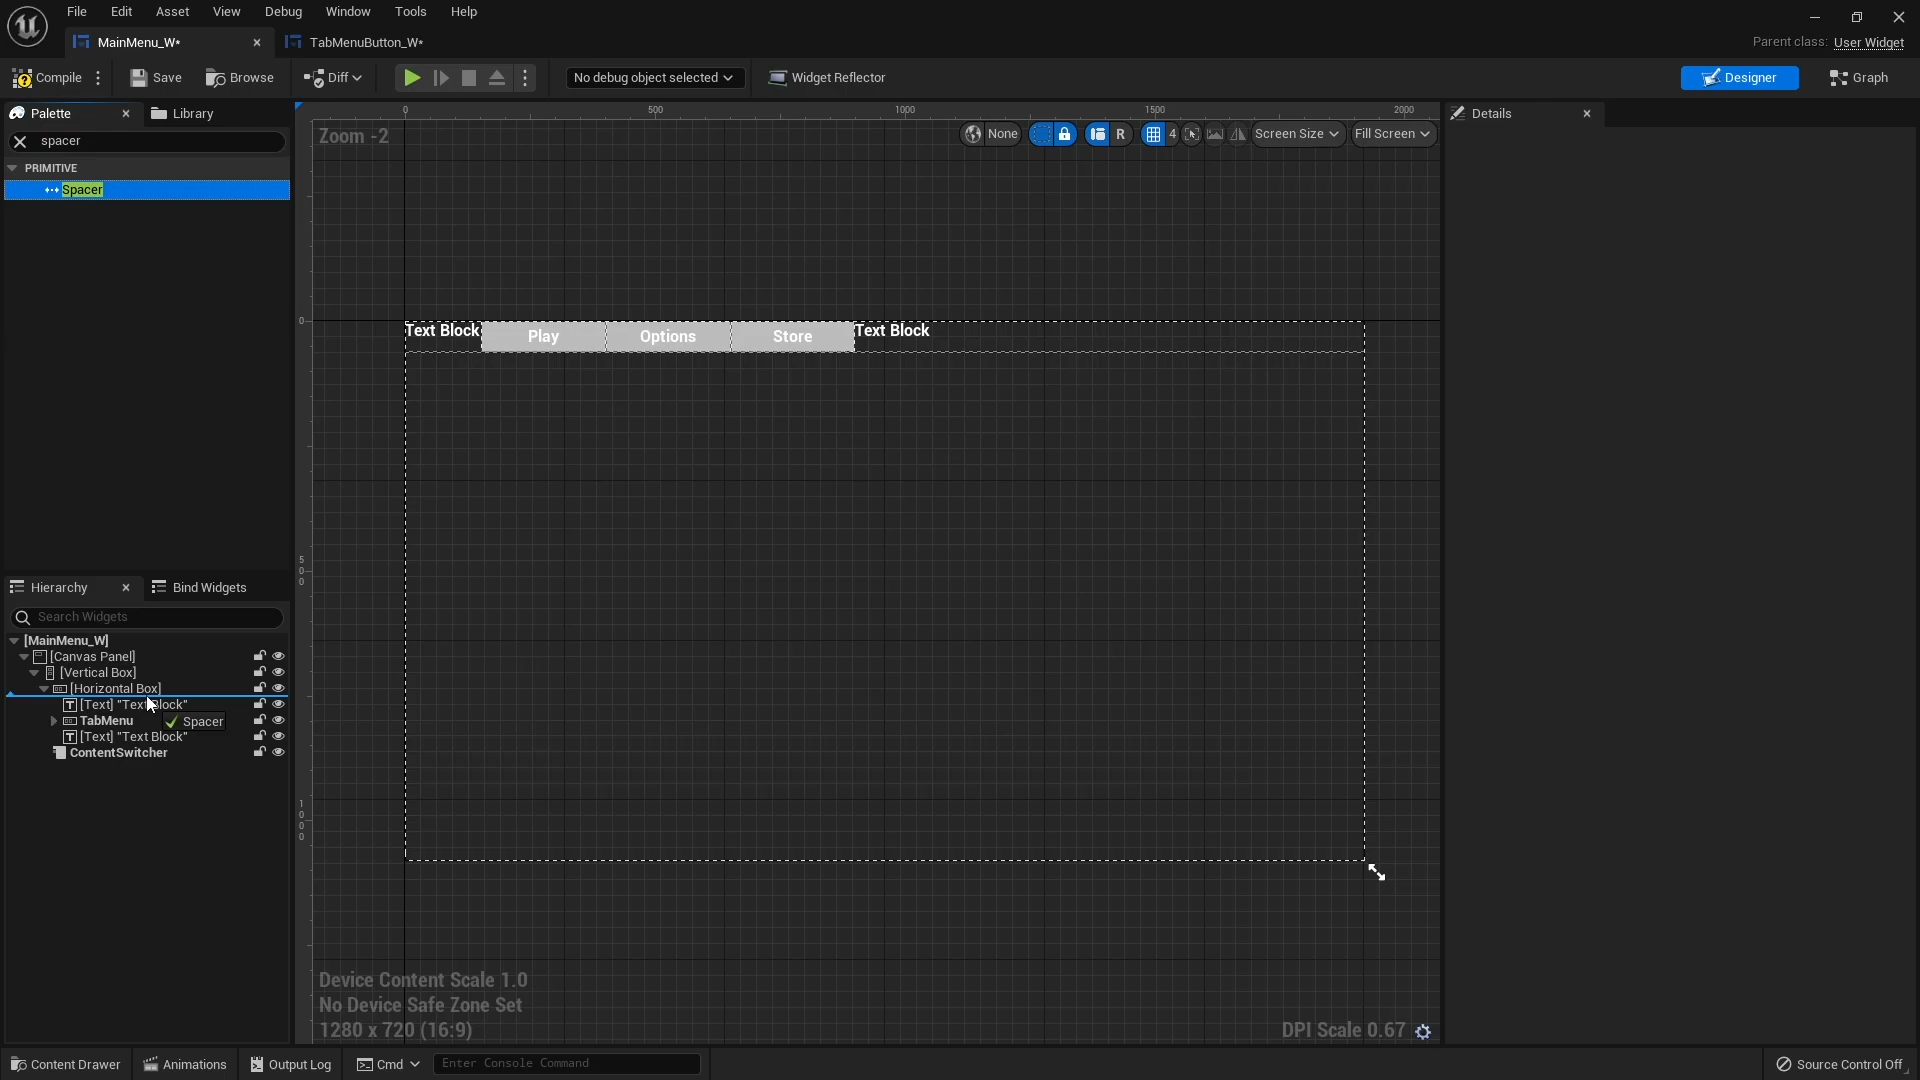 File Edit Asset View Debug Window Tools Help
MainMenu_W*
TabMenuButton_W*
Parent class: User Widget
Compile
Save
Browse
Diff
No debug object selected
Widget Reflector
Designer
Graph
Palette
Library
Details
spacer
PRIMITIVE
Spacer
0 500 1000 1500 2000
Zoom -2
None
R
4
Screen Size
Fill Screen
0
Text Block
Play
Options
Store
Text Block
500
1000
Hierarchy
Bind Widgets
Search Widgets
[MainMenu_W]
[Canvas Panel]
[Vertical Box]
[Horizontal Box]
[Text] "Text Block"
TabMenu
Spacer
[Text] "Text Block"
ContentSwitcher
Device Content Scale 1.0
No Device Safe Zone Set
1280 x 720 (16:9)
DPI Scale 0.67
Content Drawer
Animations
Output Log
Cmd
Enter Console Command
Source Control Off